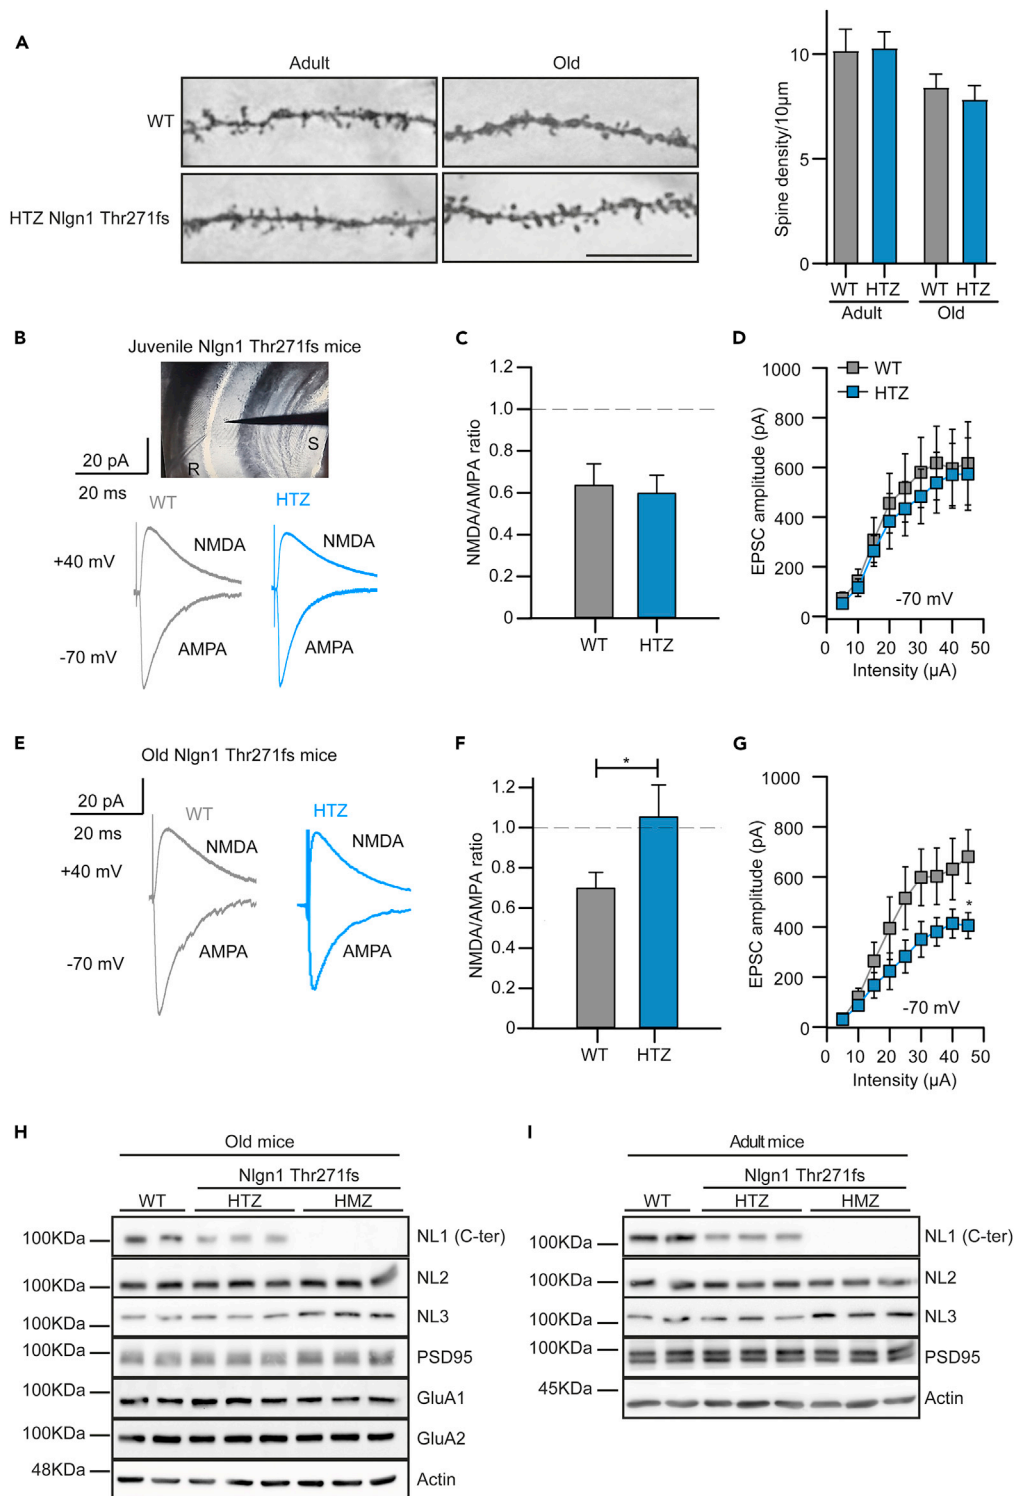 A
Adult
Old
WT
HTZ Nlgn1 Thr271fs
Spine density/10µm
10
5
0
WT HTZ WT HTZ
Adult Old
B
Juvenile Nlgn1 Thr271fs mice
R
S
20 pA
20 ms
WT
HTZ
+40 mV
NMDA
NMDA
-70 mV
AMPA
AMPA
C
NMDA/AMPA ratio
1.2
1.0
0.8
0.6
0.4
0.2
0
WT HTZ
D
WT
HTZ
EPSC amplitude (pA)
1000
800
600
400
200
0
-70 mV
0 10 20 30 40 50
Intensity (µA)
E
Old Nlgn1 Thr271fs mice
20 pA
20 ms
WT
HTZ
+40 mV
NMDA
NMDA
-70 mV
AMPA
AMPA
F
*
NMDA/AMPA ratio
1.2
1.0
0.8
0.6
0.4
0.2
0
WT HTZ
G
EPSC amplitude (pA)
1000
800
600
400
200
0
*
-70 mV
0 10 20 30 40 50
Intensity (µA)
H
Old mice
Nlgn1 Thr271fs
WT HTZ HMZ
100KDa NL1 (C-ter)
100KDa NL2
100KDa NL3
100KDa PSD95
100KDa GluA1
100KDa GluA2
48KDa Actin
I
Adult mice
Nlgn1 Thr271fs
WT HTZ HMZ
100KDa NL1 (C-ter)
100KDa NL2
100KDa NL3
100KDa PSD95
45KDa Actin